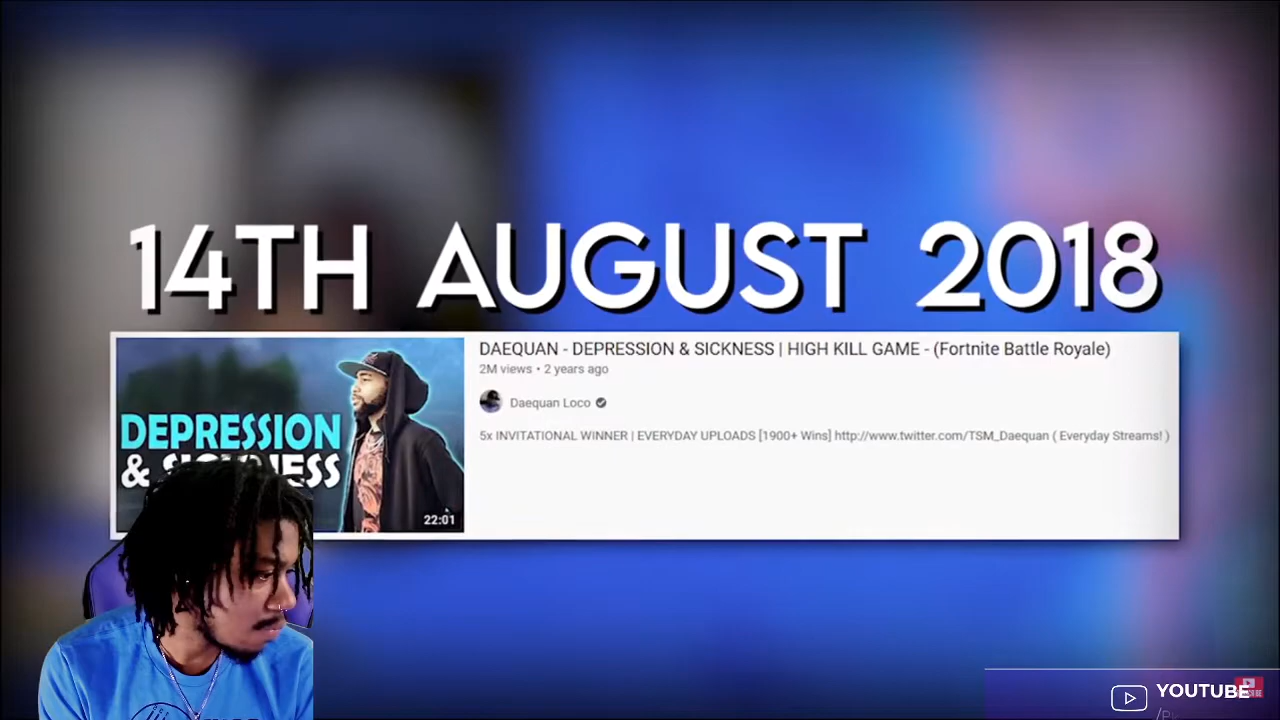 14TH AUGUST 2018
DAEQUAN - DEPRESSION & SICKNESS | HIGH KILL GAME - (Fortnite Battle Royale)
2M views • 2 years ago
Daequan Loco
5x INVITATIONAL WINNER | EVERYDAY UPLOADS [1900+ Wins] http://www.twitter.com/TSM_Daequan ( Everyday Streams! )
DEPRESSION
& SICKNESS
22:01
YOUTUBE